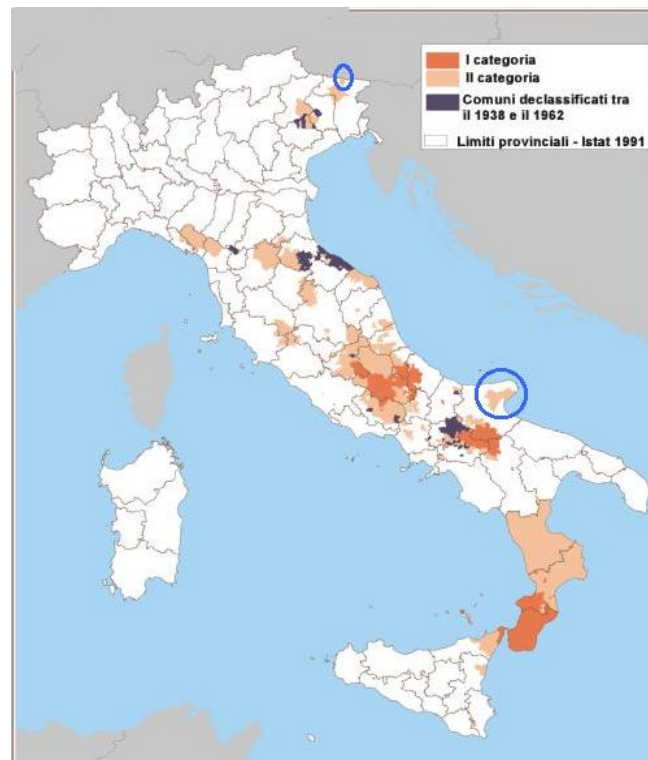 I categoria
II categoria
Comuni declassificati tra
il 1938 e il 1962
Limiti provinciali - Istat 1991